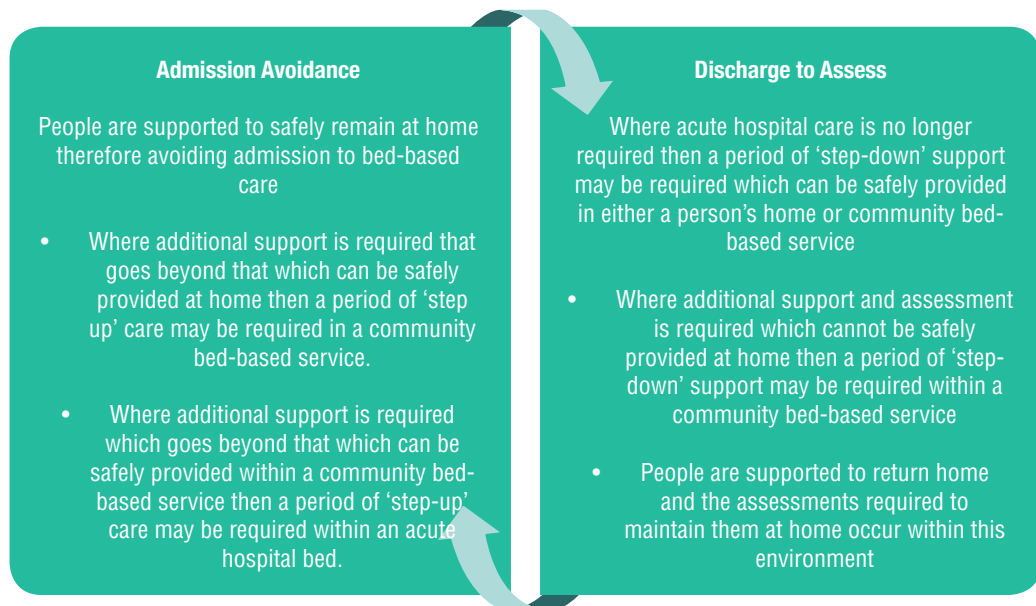 Admission Avoidance
People are supported to safely remain at home
therefore avoiding admission to bed-based
care
• Where additional support is required that
goes beyond that which can be safely
provided at home then a period of ‘step
up’ care may be required in a community
bed-based service.
• Where additional support is required
which goes beyond that which can be
safely provided within a community bed-
based service then a period of ‘step-up’
care may be required within an acute
hospital bed.
Discharge to Assess
Where acute hospital care is no longer
required then a period of ‘step-down’ support
may be required which can be safely provided
in either a person’s home or community bed-
based service
• Where additional support and assessment
is required which cannot be safely
provided at home then a period of ‘step-
down’ support may be required within a
community bed-based service
• People are supported to return home
and the assessments required to
maintain them at home occur within this
environment